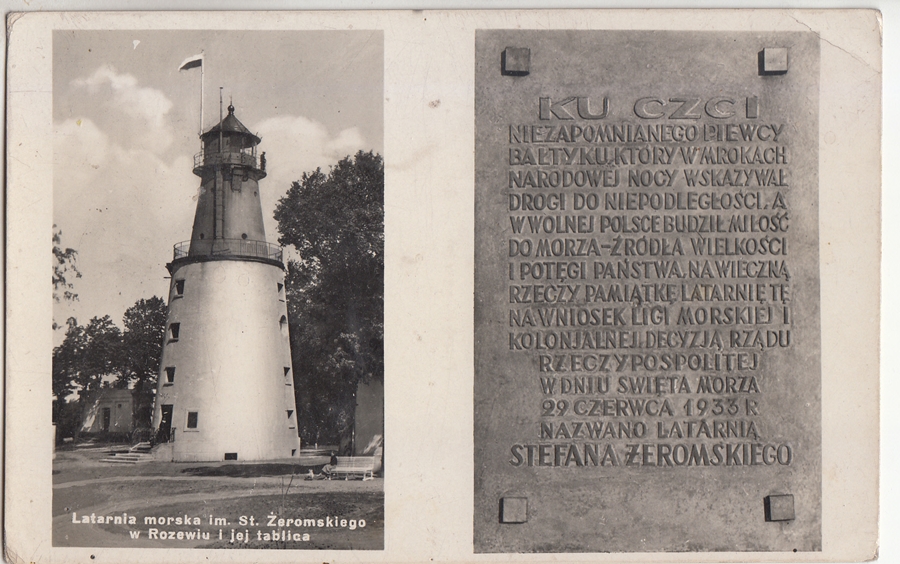 Latarnia morska im. St. Żeromskiego
w Rozewiu i jej tablica
KU CZCI
NIEZAPOMNIANEGO PIEWCY
BAŁTYKU, KTÓRY W MROKACH
NARODOWEJ NOCY WSKAZYWAŁ
DROGI DO NIEPODLEGŁOŚCI, A
W WOLNEJ POLSCE BUDZIŁ MIŁOŚĆ
DO MORZA-ŹRÓDŁA WIELKOŚCI
I POTĘGI PAŃSTWA, NA WIECZNĄ
RZECZY PAMIĄTKĘ LATARNIĘ TĘ
NA WNIOSEK LIGI MORSKIEJ I
KOLONJALNEJ, DECYZJĄ RZĄDU
RZECZYPOSPOLITEJ
W DNIU ŚWIĘTA MORZA
29 CZERWCA 1933 R
NAZWANO LATARNIĄ
STEFANA ŻEROMSKIEGO